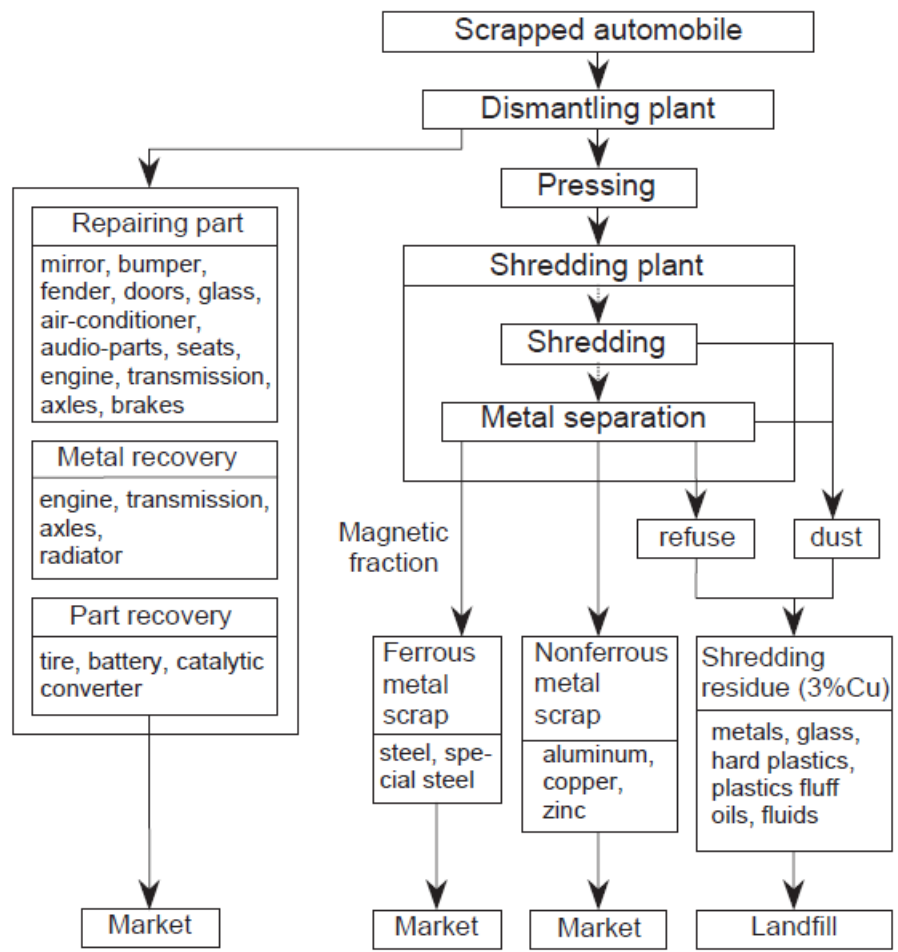 Scrapped automobile
Dismantling plant
Pressing
Repairing part
mirror, bumper,
fender, doors, glass,
air-conditioner,
audio-parts, seats,
engine, transmission,
axles, brakes
Metal recovery
engine, transmission,
axles,
radiator
Part recovery
tire, battery, catalytic
converter
Market
Shredding plant
Shredding
Metal separation
Magnetic
fraction
refuse
dust
Ferrous
metal
scrap
steel, spe-
cial steel
Market
Nonferrous
metal
scrap
aluminum,
copper,
zinc
Market
Shredding
residue (3%Cu)
metals, glass,
hard plastics,
plastics fluff
oils, fluids
Landfill